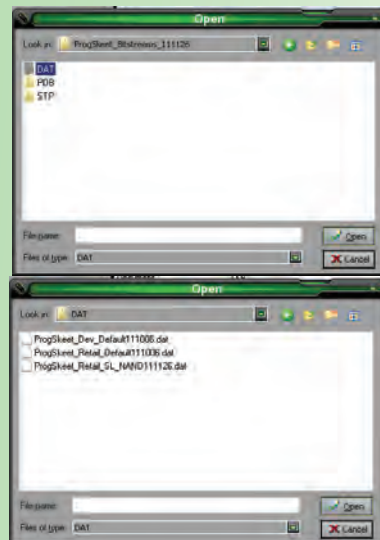 Open
Look in: ProgSkeet_Bitstreams_111126
DAT
PDB
STP
File name:
Open
Files of type: DAT
Cancel
Open
Look in: DAT
ProgSkeet_Dev_Default111006.dat
ProgSkeet_Retail_Default111006.dat
ProgSkeet_Retail_SL_NAND111126.dat
File name:
Open
Files of type: DAT
Cancel